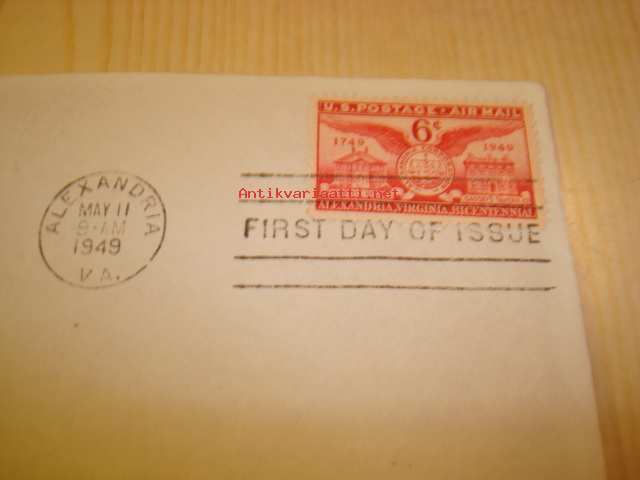 U.S. POSTAGE • AIR MAIL
6¢
1749 1949
ALEXANDRIA, VIRGINIA, BICENTENNIAL
Antikvariaatti.net
FIRST DAY OF ISSUE
ALEXANDRIA
MAY 11
9-AM
1949
VA.